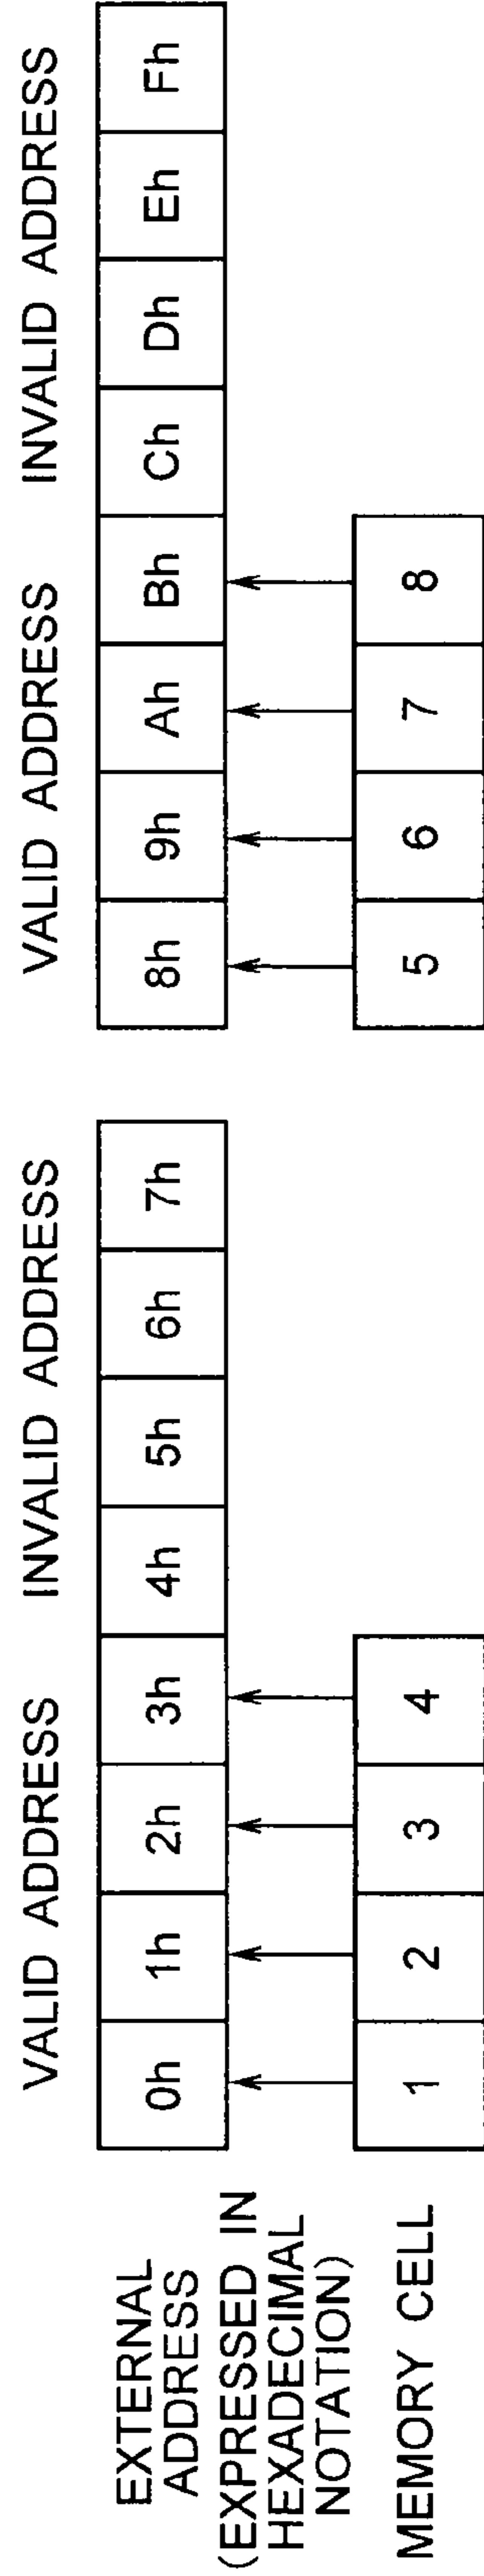 VALID ADDRESS INVALID ADDRESS VALID ADDRESS INVALID ADDRESS
EXTERNAL
ADDRESS
(EXPRESSED IN
HEXADECIMAL
NOTATION)
0h 1h 2h 3h 4h 5h 6h 7h 8h 9h Ah Bh Ch Dh Eh Fh
MEMORY CELL 1 2 3 4 5 6 7 8